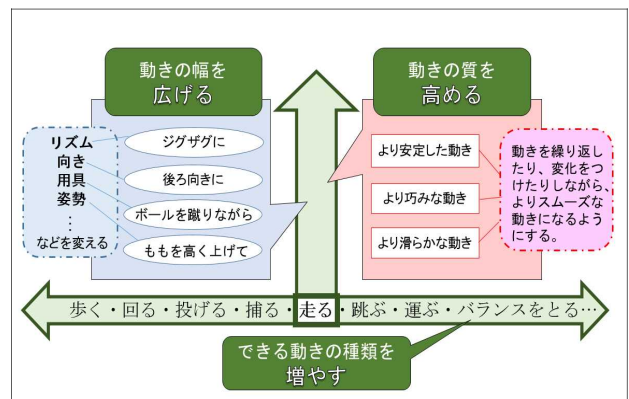 動きの幅を
広げる
動きの質を
高める
リズム
向き
用具
姿勢
⋮
などを変える
ジグザグに
後ろ向きに
ボールを蹴りながら
ももを高く上げて
より安定した動き
より巧みな動き
より滑らかな動き
動きを繰り返し
たり、変化をつ
けたりしながら、
よりスムーズな
動きになるよう
にする。
歩く・回る・投げる・捕る・走る・跳ぶ・運ぶ・バランスをとる…
できる動きの種類を
増やす